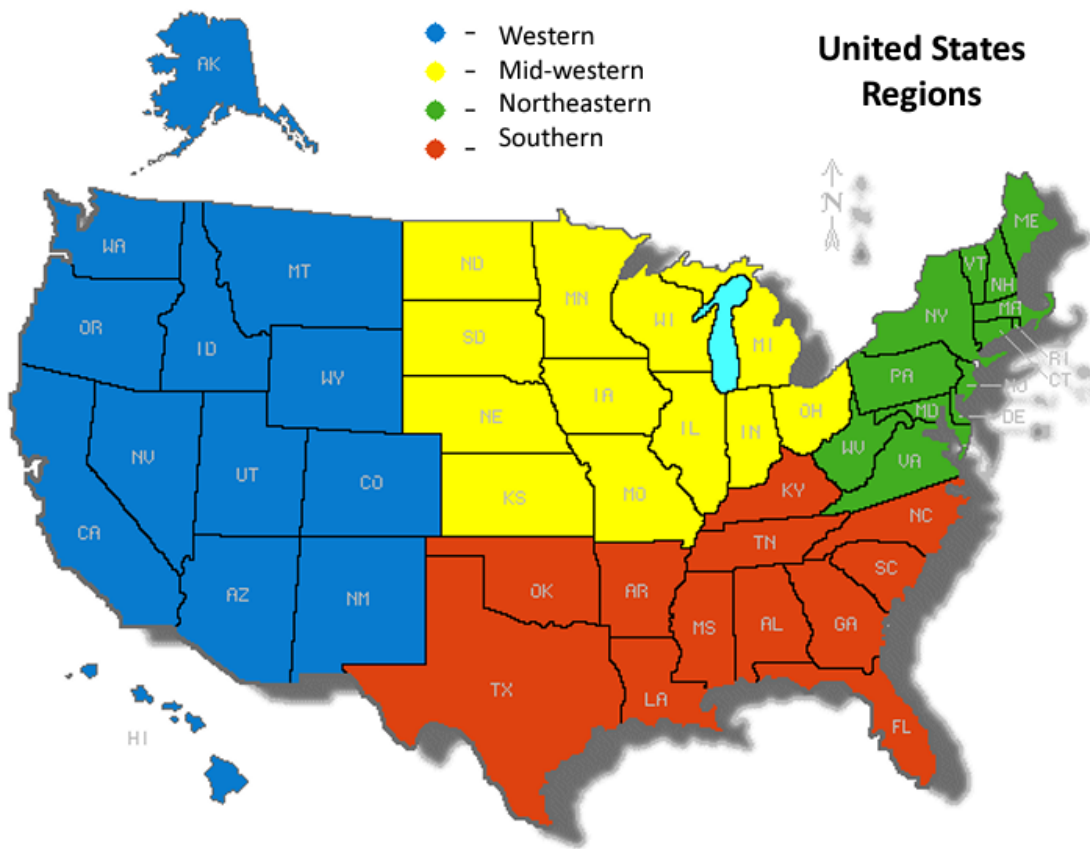 AK
- Western
- Mid-western
- Northeastern
- Southern
United States
Regions
N
WA
MT
ND
MN
ME
VT
NH
OR
ID
SD
WI
MI
NY
MA
WY
RI
CT
NE
IA
PA
NJ
NV
UT
CO
KS
MO
IL
IN
OH
WV
MD
DE
VA
CA
KY
NC
AZ
NM
OK
AR
TN
SC
MS
AL
GA
TX
LA
FL
HI